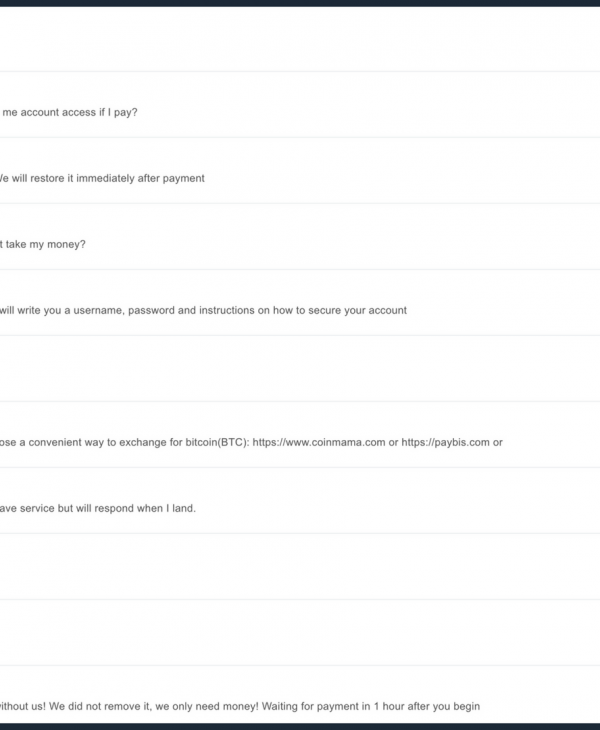 me account access if I pay?
We will restore it immediately after payment
t take my money?
will write you a username, password and instructions on how to secure your account
ose a convenient way to exchange for bitcoin(BTC): https://www.coinmama.com or https://paybis.com or
ave service but will respond when I land.
without us! We did not remove it, we only need money! Waiting for payment in 1 hour after you begin